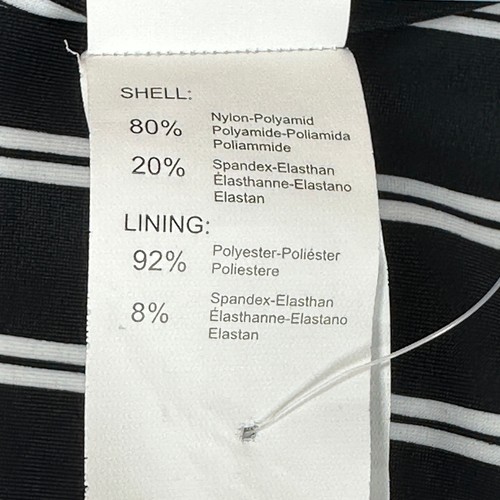 SHELL:
80% Nylon-Polyamid
Polyamide-Poliamida
Poliammide
20% Spandex-Elasthan
Élasthanne-Elastano
Elastan
LINING:
92% Polyester-Poliéster
Poliestere
8% Spandex-Elasthan
Élasthanne-Elastano
Elastan